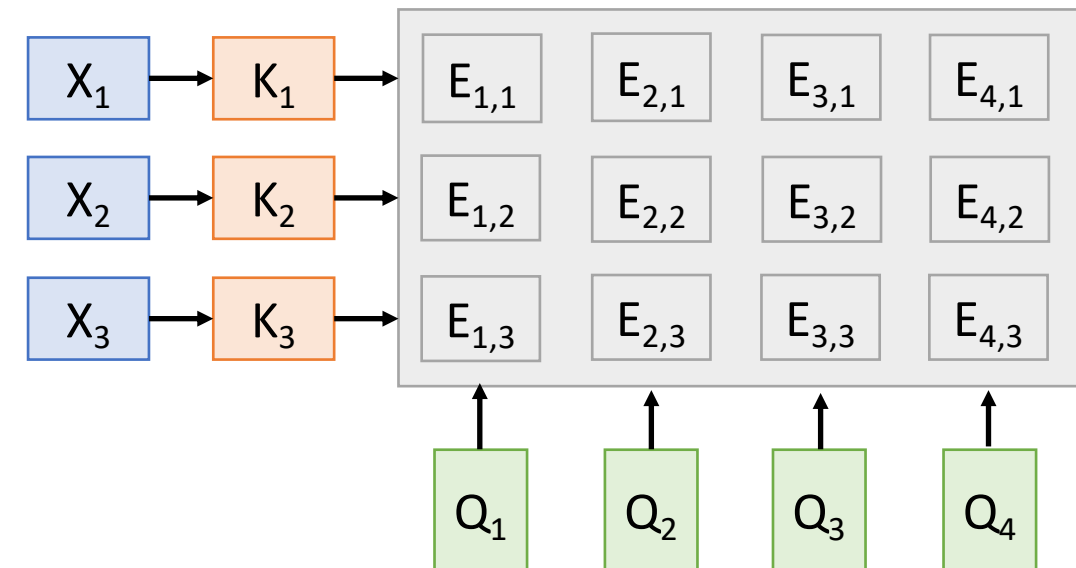 X₁ K₁ E₁,₁ E₂,₁ E₃,₁ E₄,₁
X₂ K₂ E₁,₂ E₂,₂ E₃,₂ E₄,₂
X₃ K₃ E₁,₃ E₂,₃ E₃,₃ E₄,₃
Q₁ Q₂ Q₃ Q₄